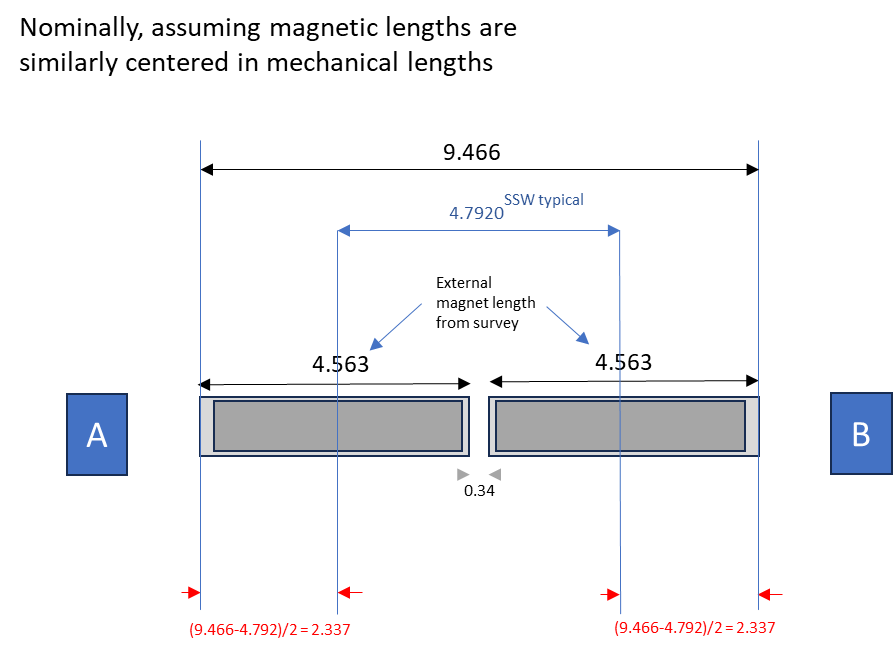 Nominally, assuming magnetic lengths are
similarly centered in mechanical lengths
9.466
SSW typical
4.7920
External
magnet length
from survey
4.563
4.563
A
B
0.34
(9.466-4.792)/2 = 2.337
(9.466-4.792)/2 = 2.337